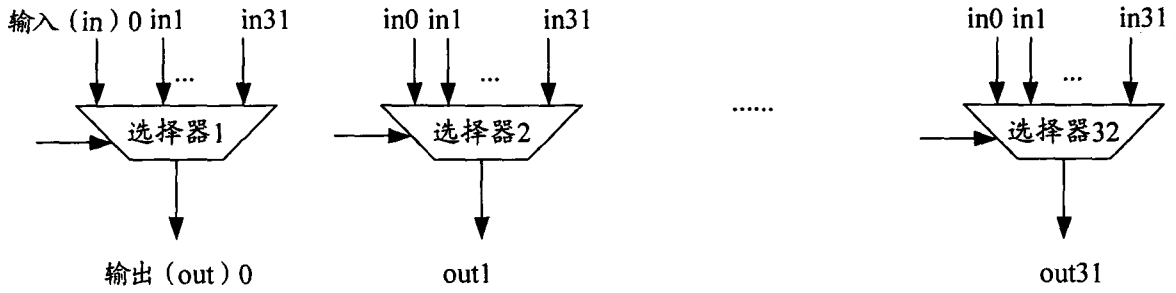 输入(in)0 in1 in31 in0 in1 in31 in0 in1 in31
... ... ...
......
选择器1 选择器2 选择器32
输出(out)0 out1 out31